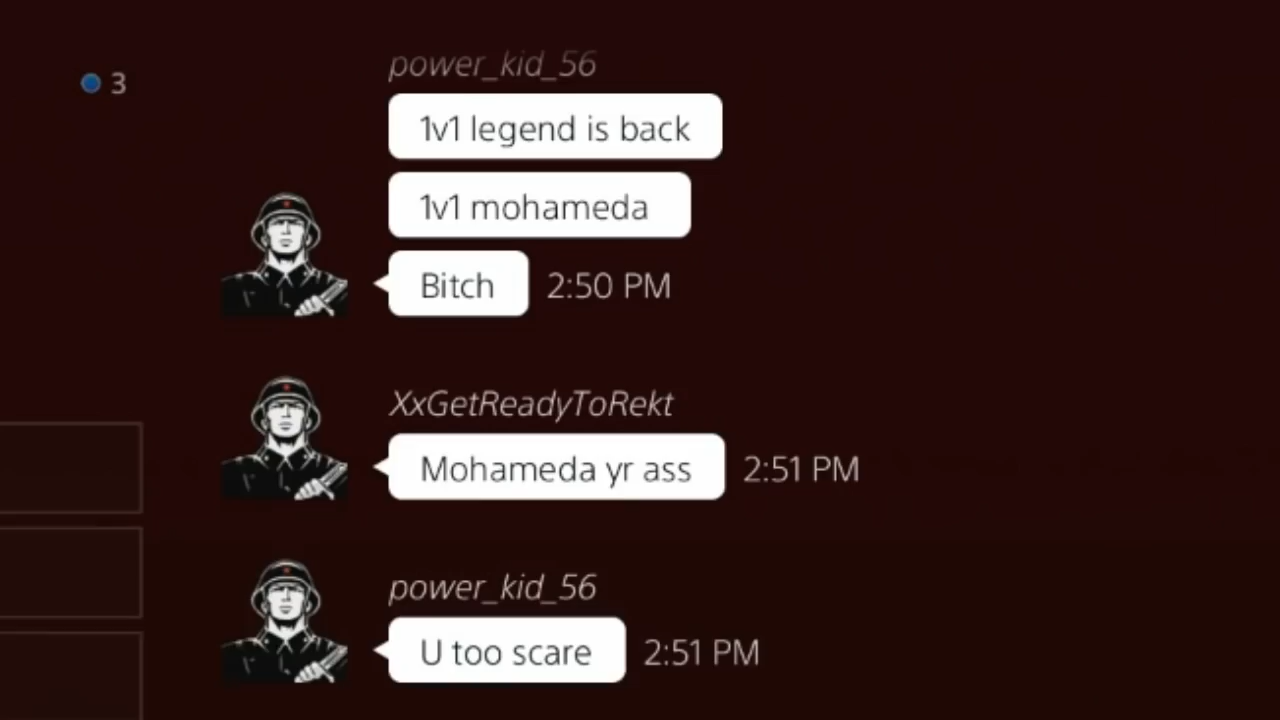 3
power_kid_56
1v1 legend is back
1v1 mohameda
Bitch 2:50 PM
XxGetReadyToRekt
Mohameda yr ass 2:51 PM
power_kid_56
U too scare 2:51 PM